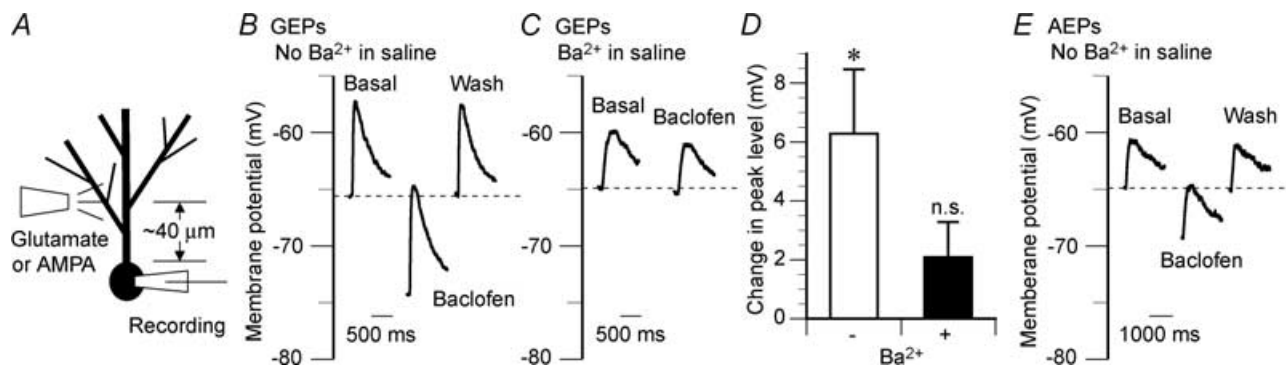 A
Glutamate
or AMPA
~40 µm
Recording
B GEPs
No Ba2+ in saline
Membrane potential (mV)
-60
-70
-80
Basal
Wash
Baclofen
500 ms
C GEPs
Ba2+ in saline
-60
-70
-80
Basal
Baclofen
500 ms
D
Change in peak level (mV)
8
6
4
2
0
*
n.s.
- +
Ba2+
E AEPs
No Ba2+ in saline
Memberane potential (mV)
-60
-70
-80
Basal
Wash
Baclofen
1000 ms